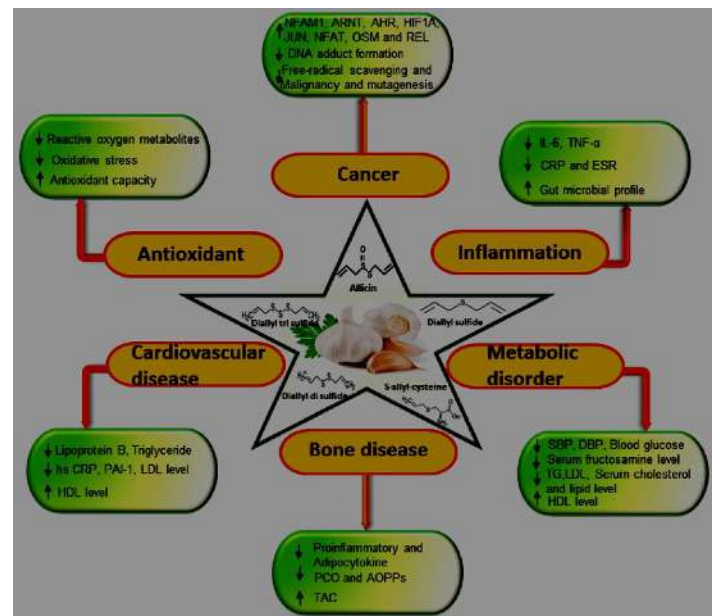 NFAM1, ARNT, AHR, HIF1A,
JUN, NFAT, OSM and REL
DNA adduct formation
Free-radical scavenging and
Malignancy and mutagenesis
Cancer
Reactive oxygen metabolites
Oxidative stress
Antioxidant capacity
Antioxidant
IL-6, TNF-α
CRP and ESR
Gut microbial profile
Inflammation
Allicin
Diallyl tri sulfide
Diallyl sulfide
Diallyl di sulfide
S-allyl-cysteine
Cardiovascular
disease
Lipoprotein B, Triglyceride
hs CRP, PAI-1, LDL level
HDL level
Metabolic
disorder
SBP, DBP, Blood glucose
Serum fructosamine level
TG,LDL, Serum cholesterol
and lipid level
HDL level
Bone disease
Proinflammatory and
Adipocytokine
PCO and AOPPs
TAC